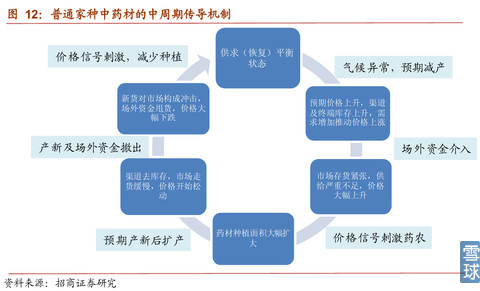 图 12：普通家种中药材的中周期传导机制
价格信号刺激，减少种植
供求（恢复）平衡
状态
气候异常，预期减产
新货对市场构成冲击，
场外资金甩货，价格大
幅下跌
预期价格上升，渠道
及终端库存上升，需
求增加推动价格上涨
产新及场外资金撤出
场外资金介入
渠道去库存，市场走
货缓慢，价格开始松
动
市场存货紧张，供
给严重不足，价格
大幅上升
预期产新后扩产
药材种植面积大幅扩
大
价格信号刺激药农
雪球
资料来源：招商证券研究